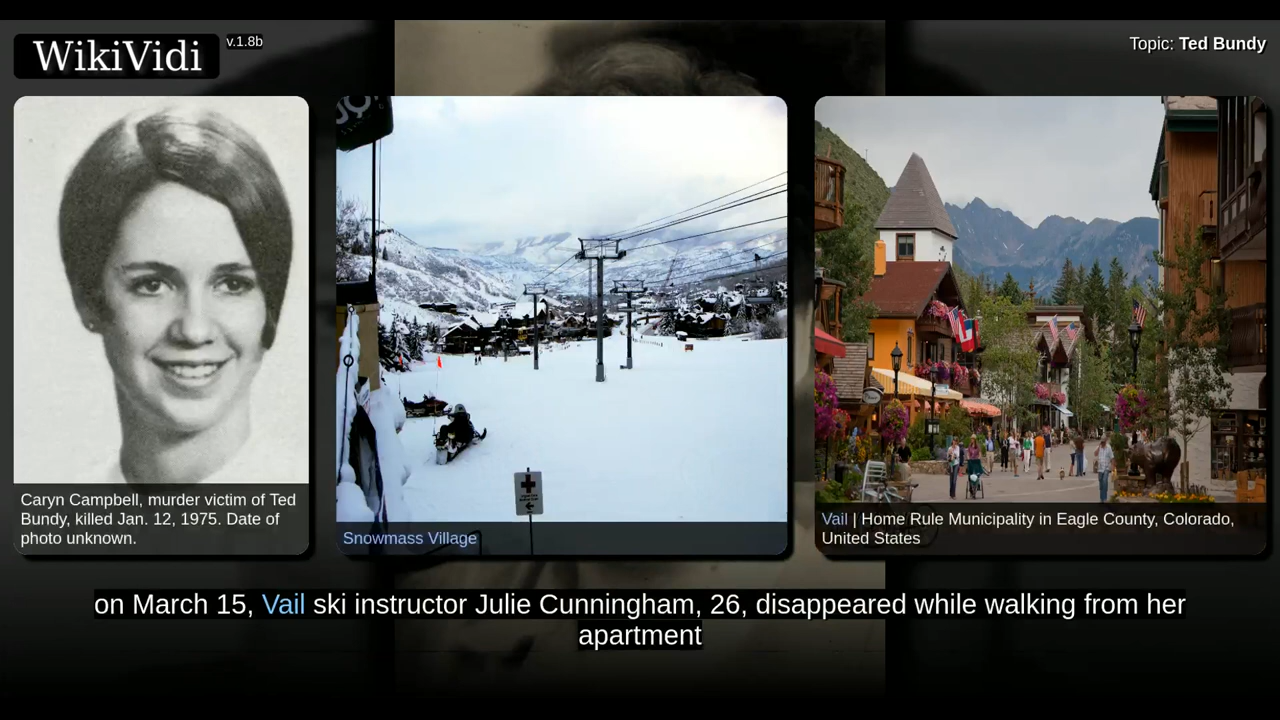 WikiVidi
v.1.8b
Topic: Ted Bundy
Caryn Campbell, murder victim of Ted
Bundy, killed Jan. 12, 1975. Date of
photo unknown.
Snowmass Village
Vail | Home Rule Municipality in Eagle County, Colorado,
United States
on March 15, Vail ski instructor Julie Cunningham, 26, disappeared while walking from her
apartment